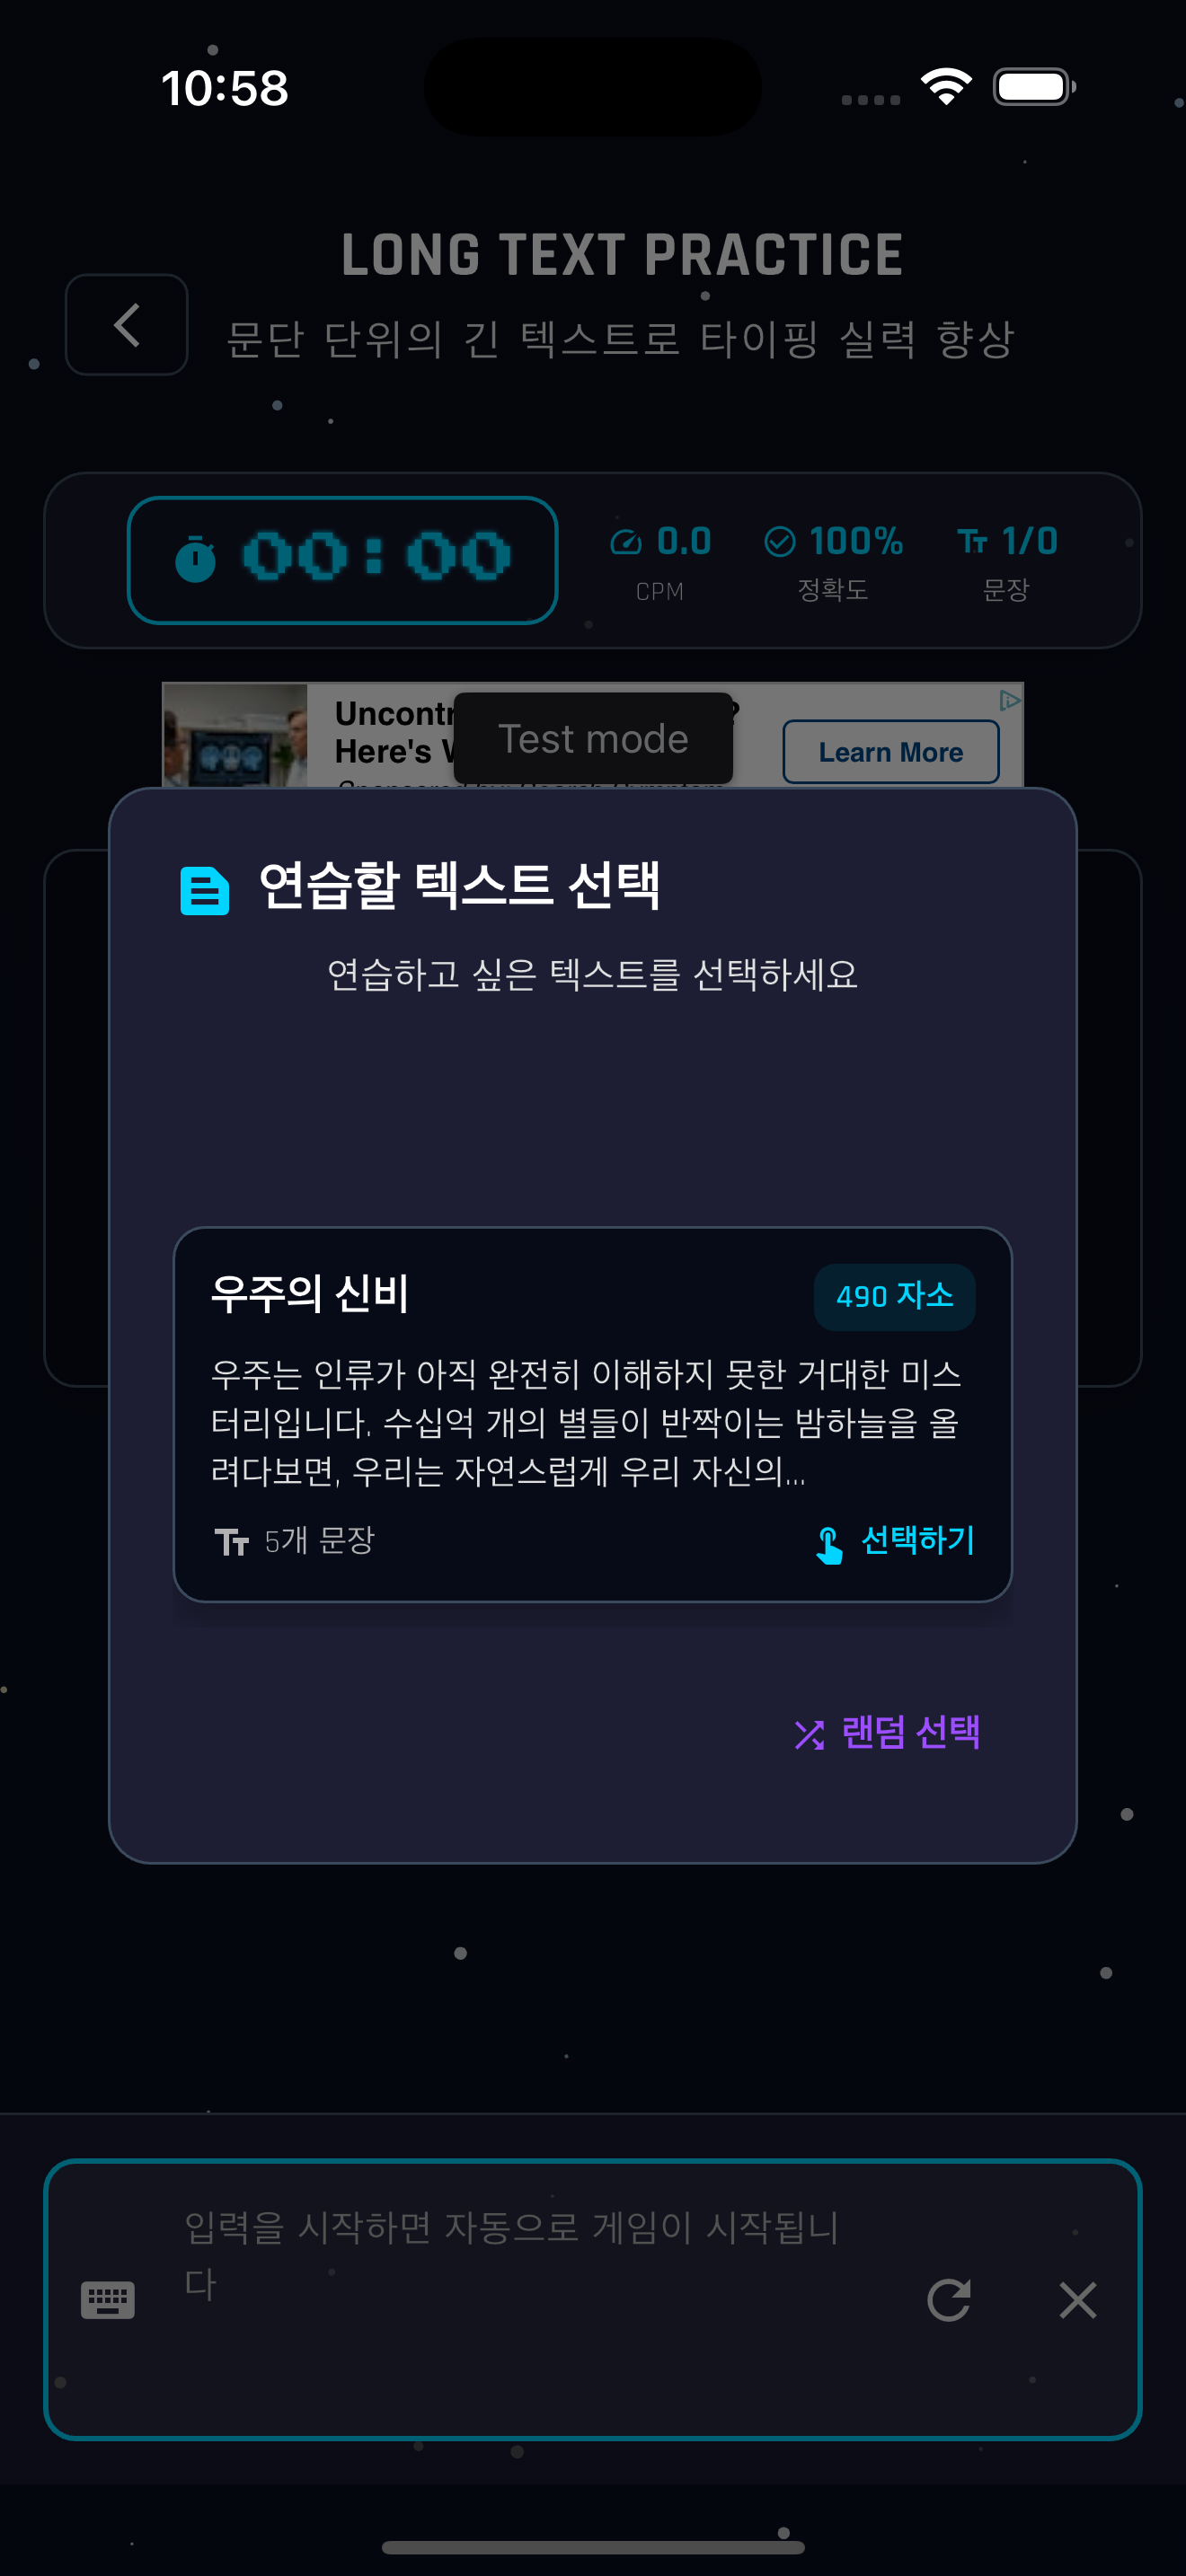 10:58
LONG TEXT PRACTICE
문단 단위의 긴 텍스트로 타이핑 실력 향상
00:00
0.0
CPM
100%
정확도
1/0
문장
Test mode
?
Here's
Learn More
연습할 텍스트 선택
연습하고 싶은 텍스트를 선택하세요
우주의 신비
490 자소
우주는 인류가 아직 완전히 이해하지 못한 거대한 미스
터리입니다. 수십억 개의 별들이 반짝이는 밤하늘을 올
려다보면, 우리는 자연스럽게 우리 자신의...
5개 문장
선택하기
랜덤 선택
입력을 시작하면 자동으로 게임이 시작됩니
다